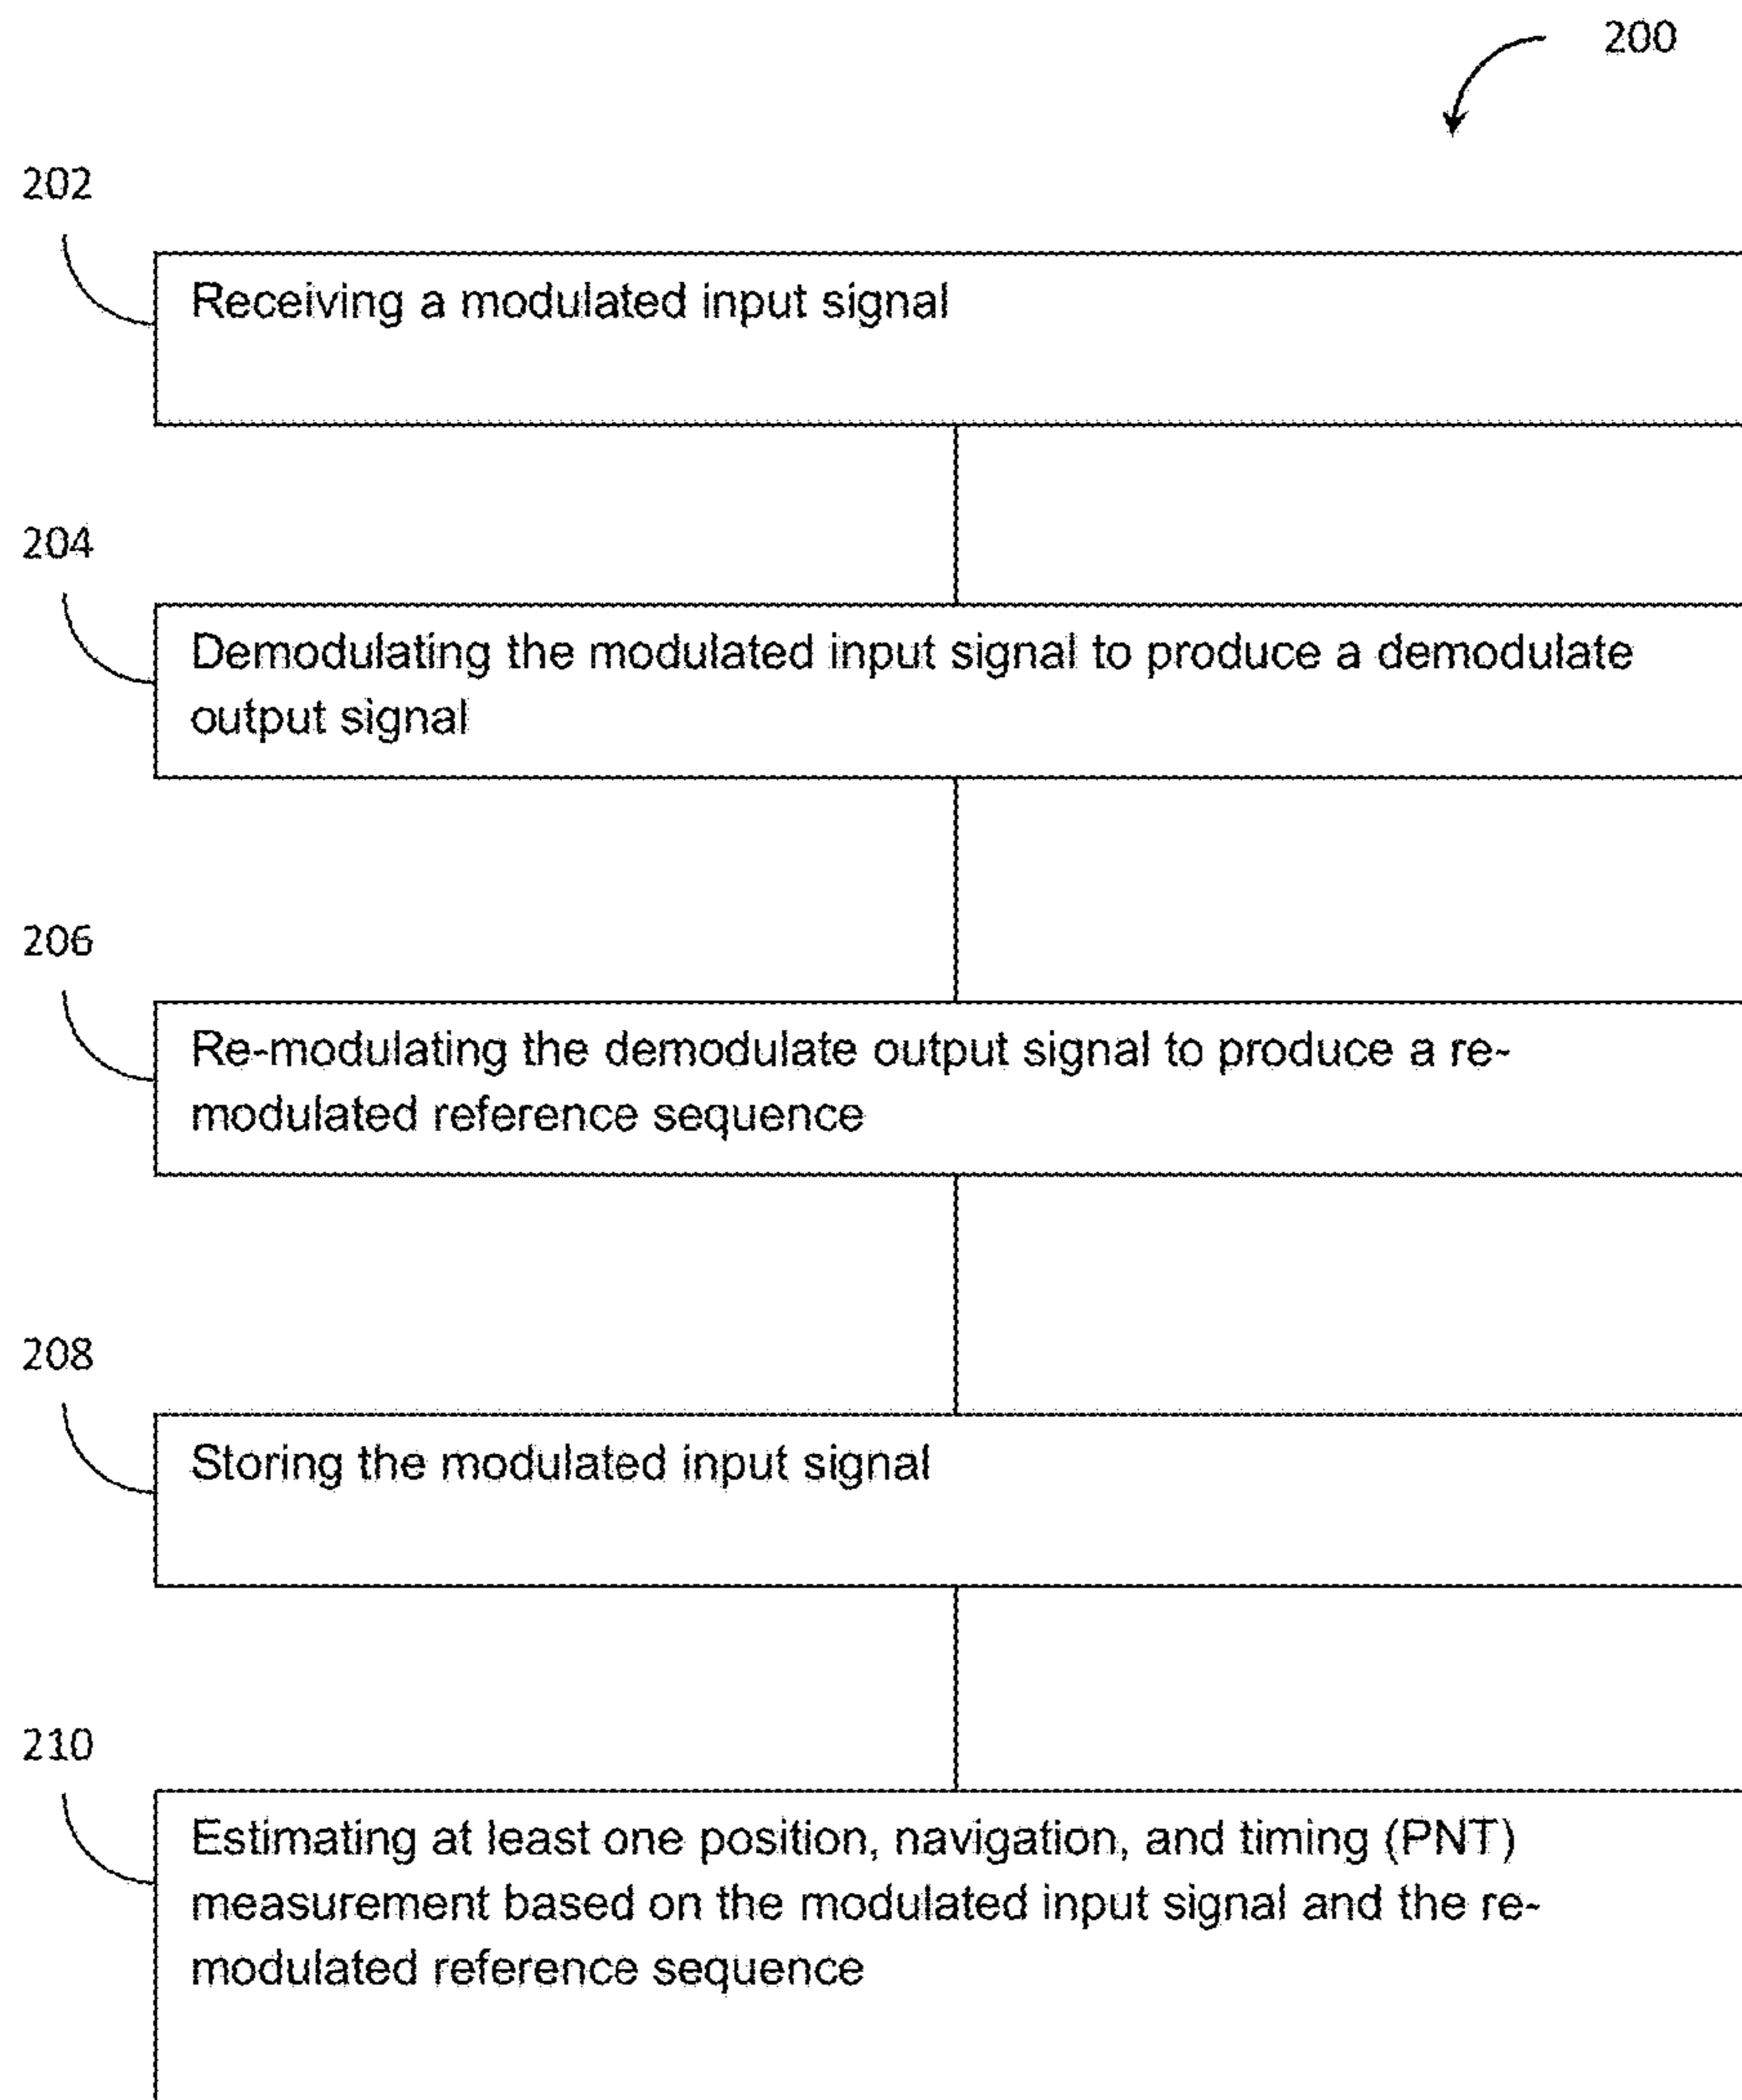 200
202
Receiving a modulated input signal
204
Demodulating the modulated input signal to produce a demodulate
output signal
206
Re-modulating the demodulate output signal to produce a re-
modulated reference sequence
208
Storing the modulated input signal
210
Estimating at least one position, navigation, and timing (PNT)
measurement based on the modulated input signal and the re-
modulated reference sequence